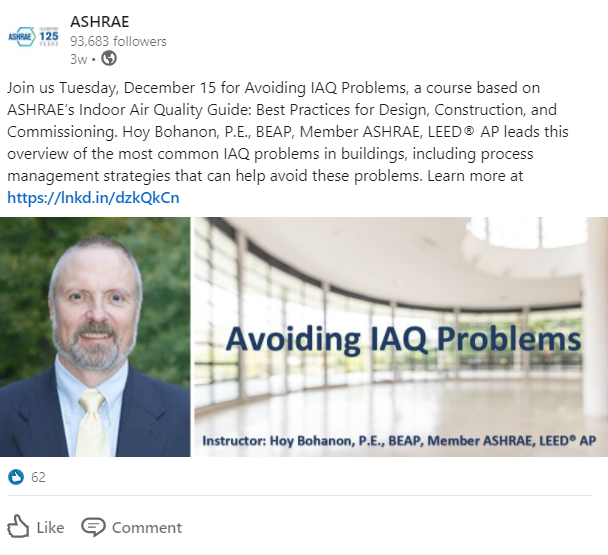 ASHRAE
CELEBRATING
125
YEARS
ASHRAE
93,683 followers
3w •
Join us Tuesday, December 15 for Avoiding IAQ Problems, a course based on
ASHRAE's Indoor Air Quality Guide: Best Practices for Design, Construction, and
Commissioning. Hoy Bohanon, P.E., BEAP, Member ASHRAE, LEED® AP leads this
overview of the most common IAQ problems in buildings, including process
management strategies that can help avoid these problems. Learn more at
https://lnkd.in/dzkQkCn
Avoiding IAQ Problems
Instructor: Hoy Bohanon, P.E., BEAP, Member ASHRAE, LEED® AP
62
Like
Comment